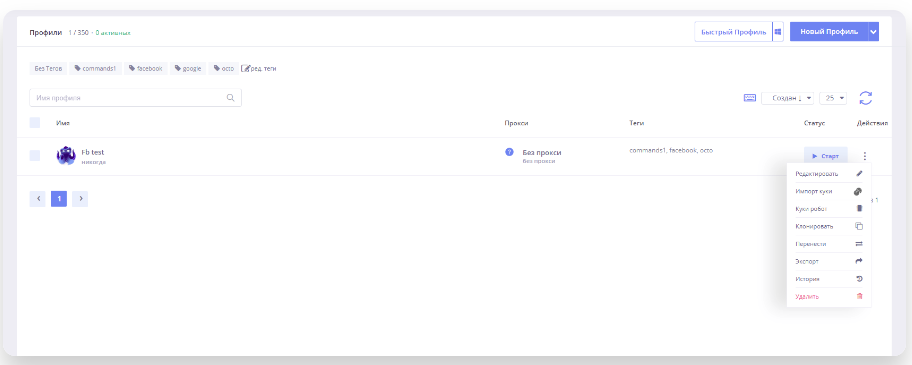 Профили 1 / 350 • 0 активных
Быстрый Профиль
Новый Профиль
Без Тегов commands1 facebook google octo ред. теги
Имя профиля
Создан ↓ 25
Имя Прокси Теги Статус Действия
Fb test
никогда
? Без прокси
без прокси
commands1, facebook, octo
Старт
Редактировать
Импорт куки
Куки робот
Клонировать
Перенести
Экспорт
История
Удалить
1
1